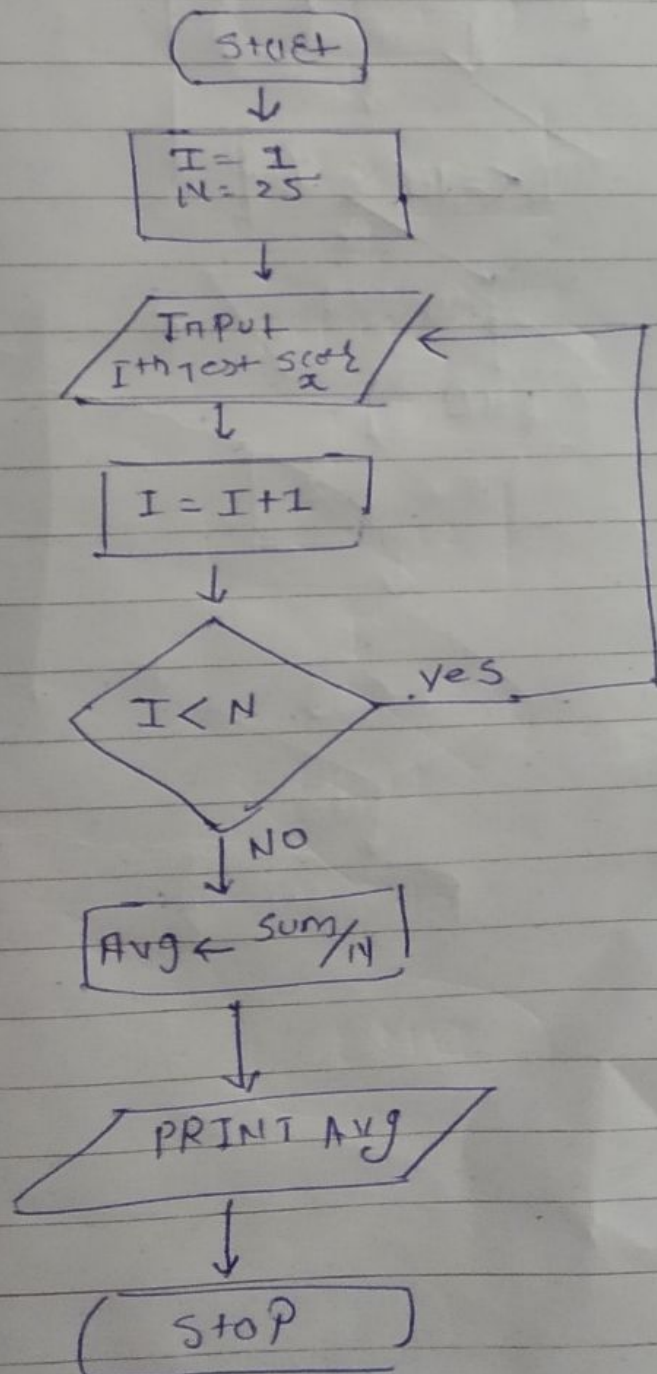 Start
I = 1
N = 25
Input
Ith Test Score
x
I = I+1
I < N
yes
NO
Avg ← Sum/N
PRINT Avg
Stop